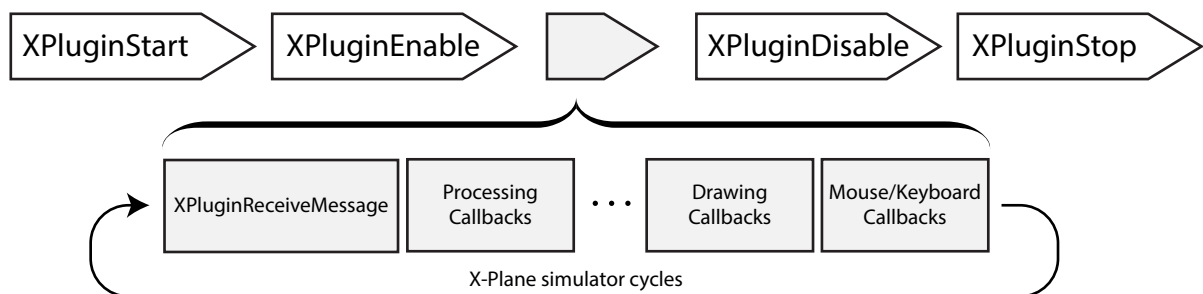 XPluginStart
XPluginEnable
XPluginDisable
XPluginStop
XPluginReceiveMessage
Processing
Callbacks
...
Drawing
Callbacks
Mouse/Keyboard
Callbacks
X-Plane simulator cycles